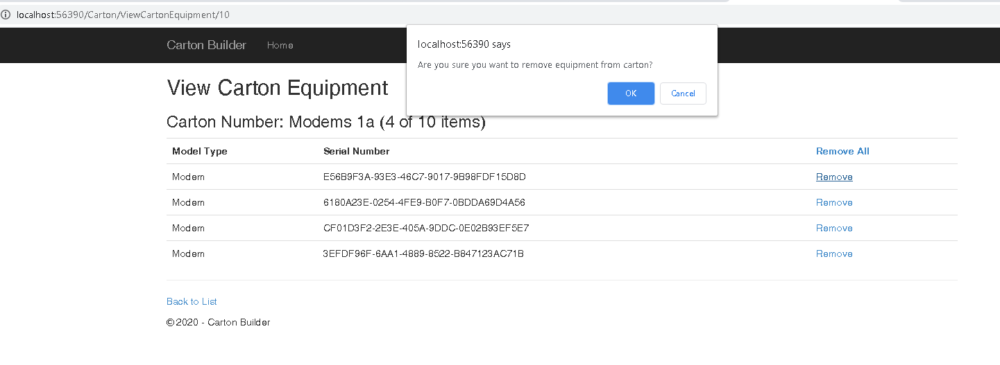 localhost:56390/Carton/ViewCartonEquipment/10
Carton Builder Home
localhost:56390 says
Are you sure you want to remove equipment from carton?
OK Cancel
View Carton Equipment
Carton Number: Modems 1a (4 of 10 items)
Model Type Serial Number Remove All
Modem E56B9F3A-93E3-46C7-9017-9B98FDF15D8D Remove
Modem 6180A23E-0254-4FE9-B0F7-0BDDA69D4A56 Remove
Modem CF01D3F2-2E3E-405A-9DDC-0E02B93EF5E7 Remove
Modem 3EFDF96F-6AA1-4889-8522-B847123AC71B Remove
Back to List
© 2020 - Carton Builder